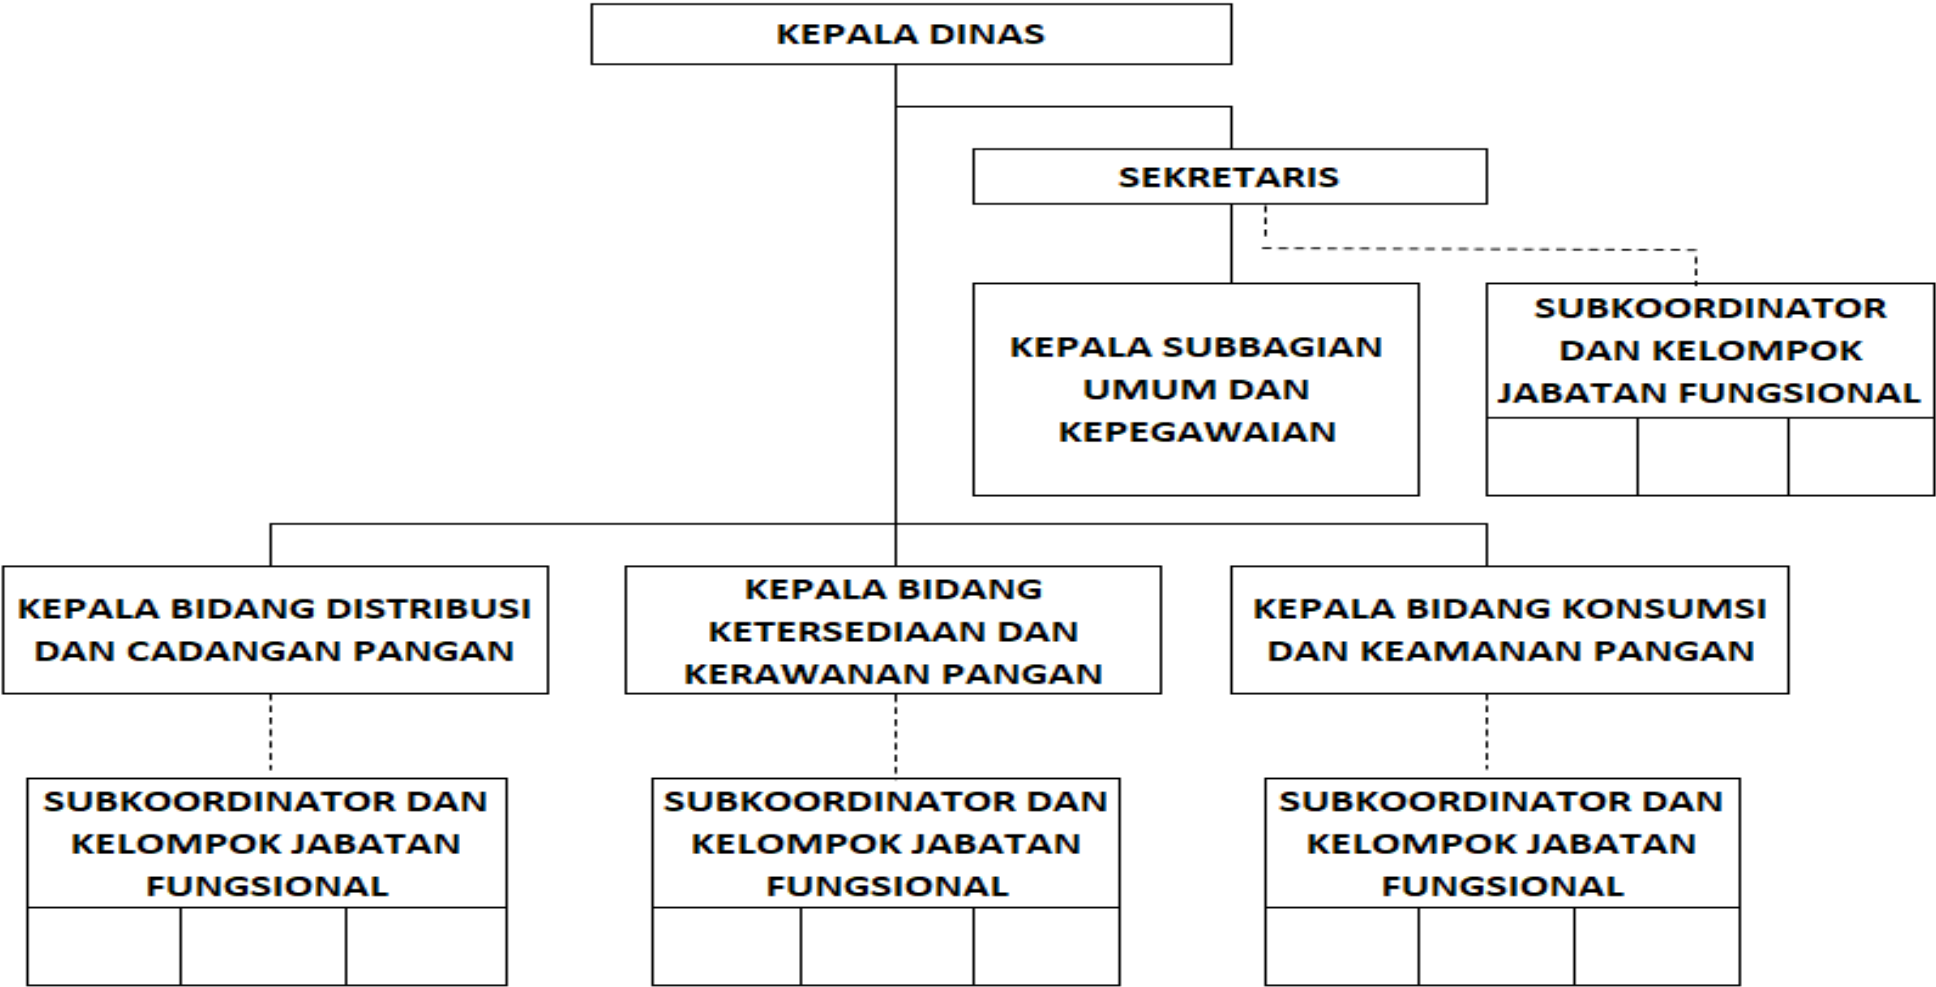 KEPALA DINAS
SEKRETARIS
KEPALA SUBBAGIAN
UMUM DAN
KEPEGAWAIAN
SUBKOORDINATOR
DAN KELOMPOK
JABATAN FUNGSIONAL
KEPALA BIDANG DISTRIBUSI
DAN CADANGAN PANGAN
KEPALA BIDANG
KETERSEDIAAN DAN
KERAWANAN PANGAN
KEPALA BIDANG KONSUMSI
DAN KEAMANAN PANGAN
SUBKOORDINATOR DAN
KELOMPOK JABATAN
FUNGSIONAL
SUBKOORDINATOR DAN
KELOMPOK JABATAN
FUNGSIONAL
SUBKOORDINATOR DAN
KELOMPOK JABATAN
FUNGSIONAL